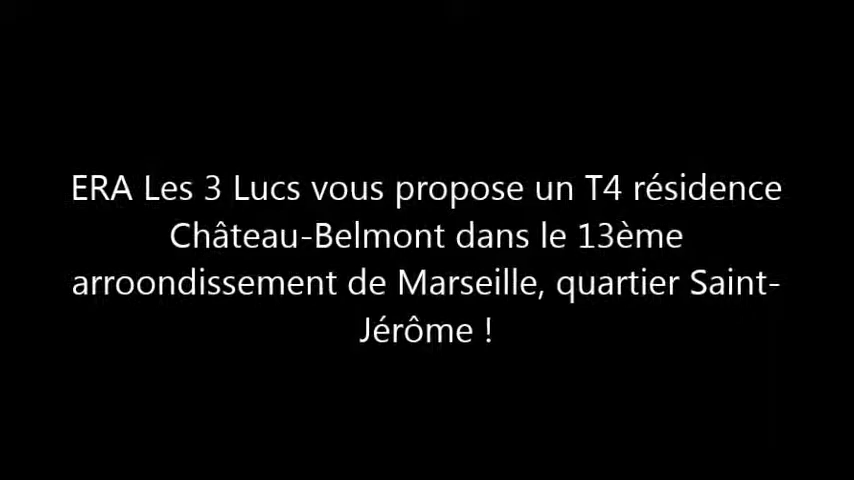 ERA Les 3 Lucs vous propose un T4 résidence
Château-Belmont dans le 13ème
arroondissement de Marseille, quartier Saint-
Jérôme !